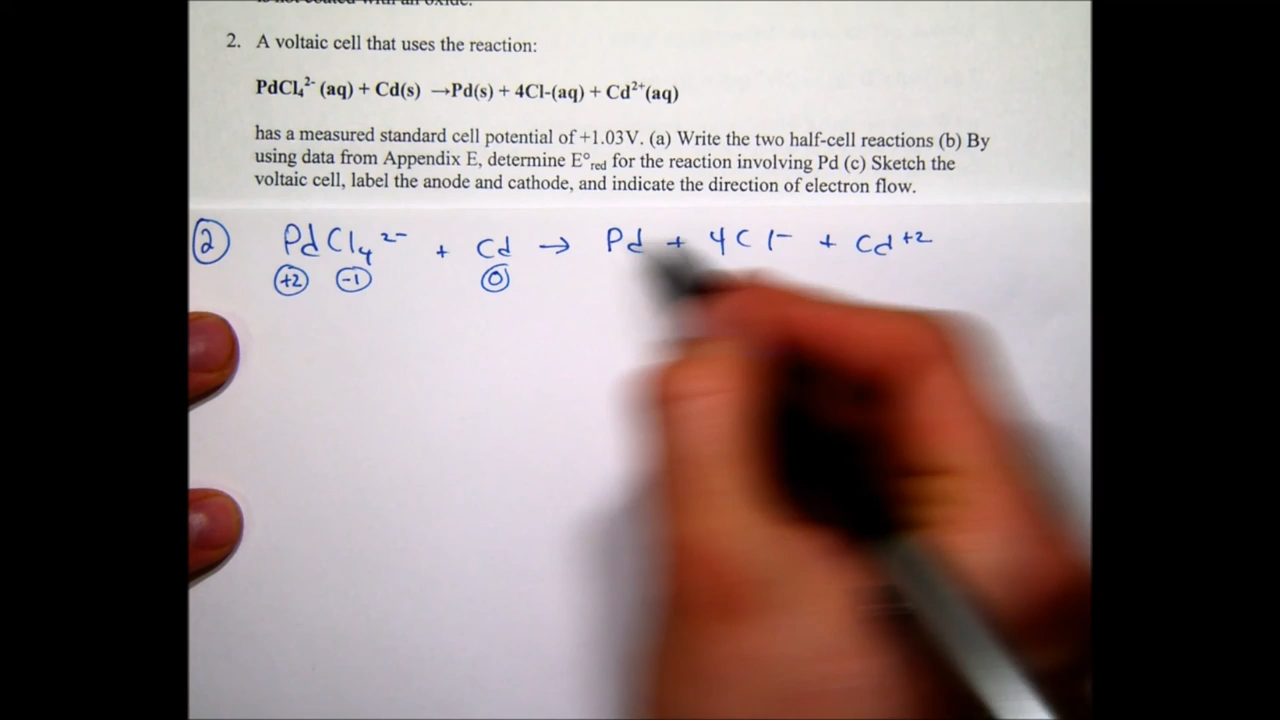 2. A voltaic cell that uses the reaction:
PdCl₄²⁻ (aq) + Cd(s) →Pd(s) + 4Cl-(aq) + Cd²⁺(aq)
has a measured standard cell potential of +1.03V. (a) Write the two half-cell reactions (b) By
using data from Appendix E, determine E°red for the reaction involving Pd (c) Sketch the
voltaic cell, label the anode and cathode, and indicate the direction of electron flow.
2 PdCl₄²⁻ + Cd → Pd + 4Cl⁻ + Cd⁺²
+2 -1 0